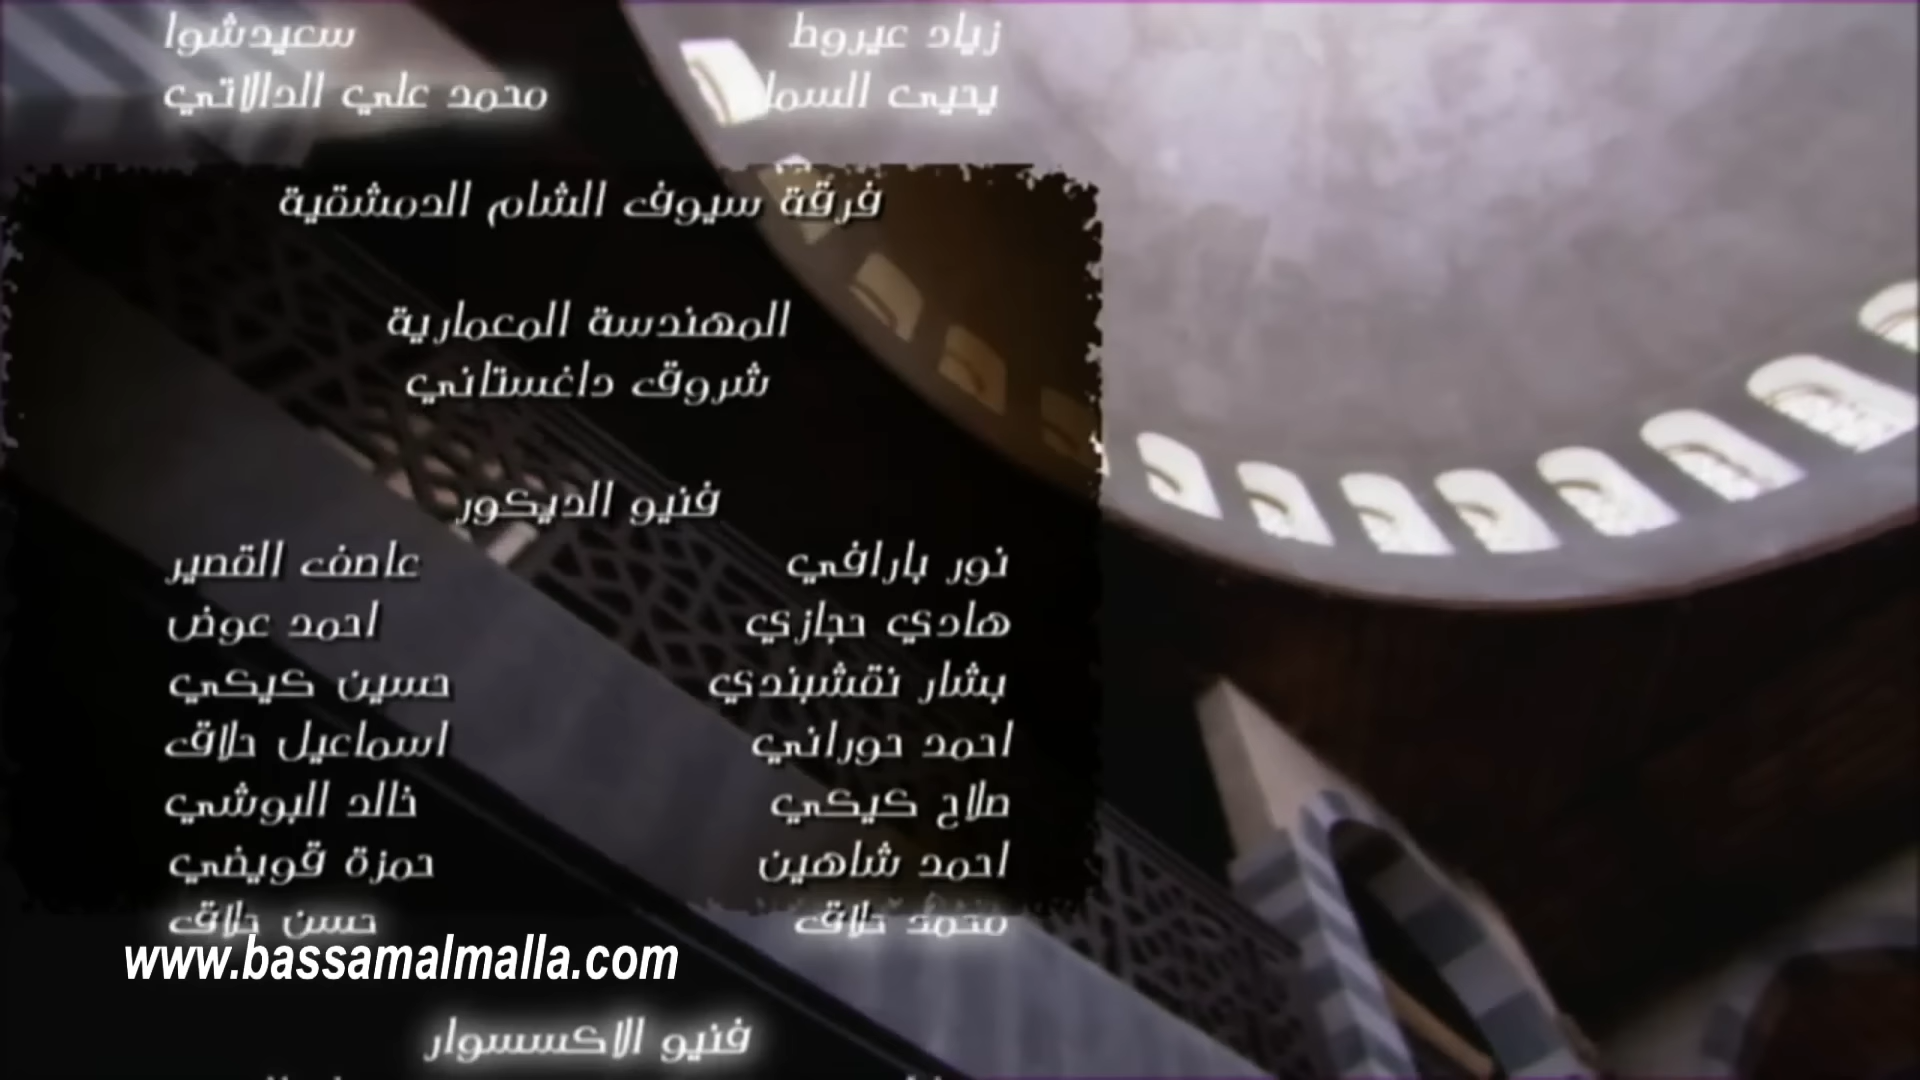 زياد عيروط سعيدشوا
يحيى السما محمد علي الدالاتي
فرقة سيوف الشام الدمشقية
المهندسة المعمارية
شروق داغستاني
فنيو الديكور
نور بارافي عاصف القصير
هادي حجازي احمد عوض
بشار نقشبندي حسين كيكي
احمد حوراني اسماعيل حلاق
صلاح كيكي خالد البوشي
احمد شاهين حمزة قويضي
محمد حلاق حسن حلاق
www.bassamalmalla.com
فنيو الاكسسوار